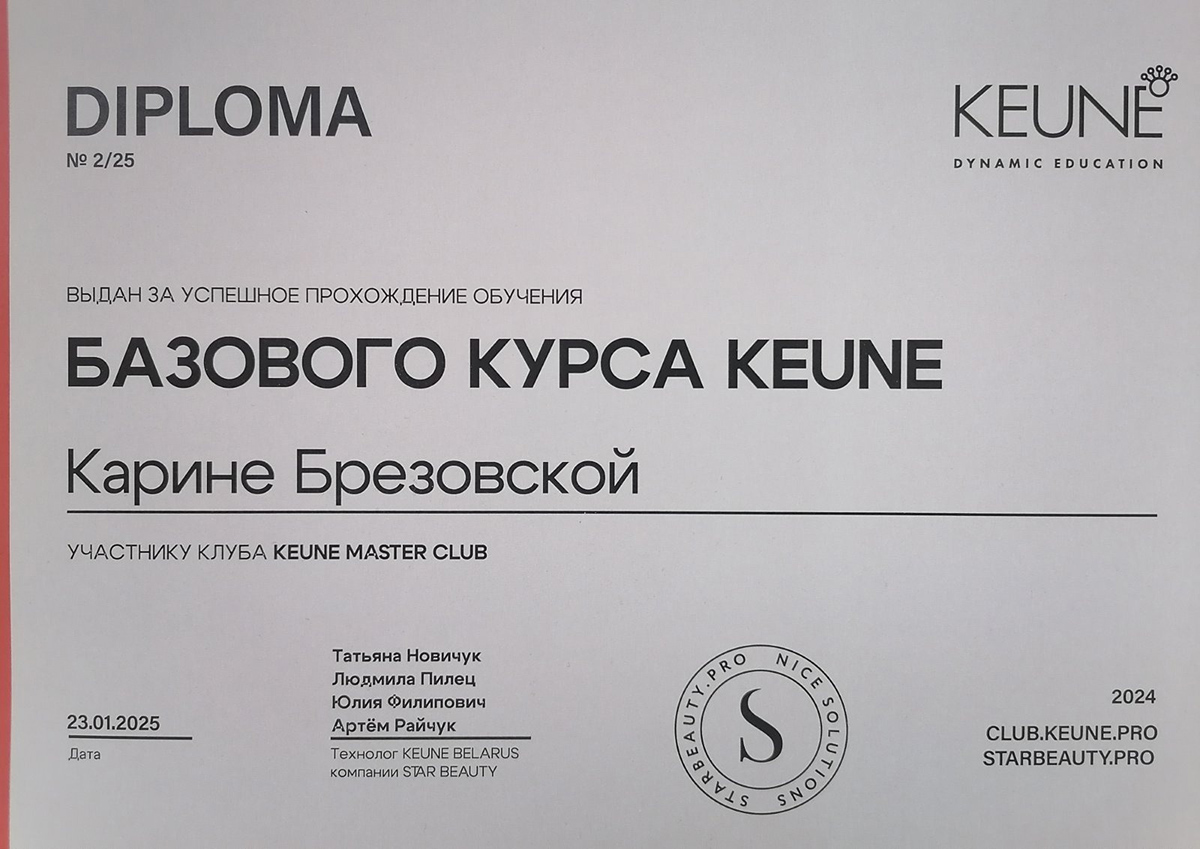 DIPLOMA
№ 2/25
KEUNE
DYNAMIC EDUCATION
ВЫДАН ЗА УСПЕШНОЕ ПРОХОЖДЕНИЕ ОБУЧЕНИЯ
БАЗОВОГО КУРСА KEUNE
Карине Брезовской
УЧАСТНИКУ КЛУБА KEUNE MASTER CLUB
23.01.2025
Дата
Татьяна Новичук
Людмила Пилец
Юлия Филипович
Артём Райчук
Технолог KEUNE BELARUS
компании STAR BEAUTY
STARBEAUTY.PRO NICE SOLUTIONS
S
2024
CLUB.KEUNE.PRO
STARBEAUTY.PRO